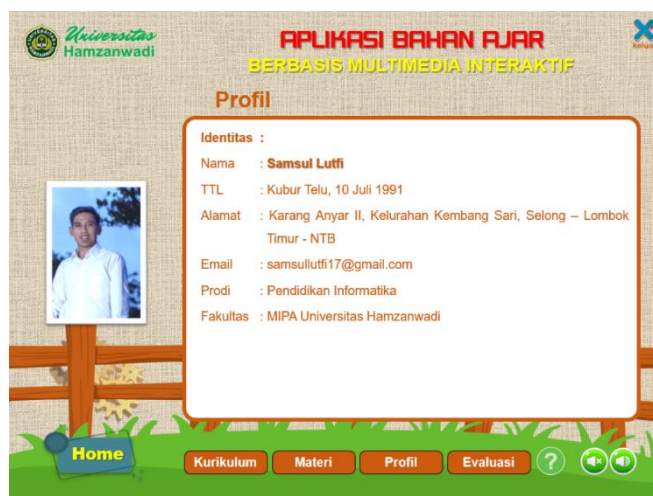 Universitas
Hamzanwadi
APLIKASI BAHAN AJAR
BERBASIS MULTIMEDIA INTERAKTIF
Keluar
Profil
Identitas :
Nama : Samsul Lutfi
TTL : Kubur Telu, 10 Juli 1991
Alamat : Karang Anyar II, Kelurahan Kembang Sari, Selong – Lombok
Timur - NTB
Email : samsullutfi17@gmail.com
Prodi : Pendidikan Informatika
Fakultas : MIPA Universitas Hamzanwadi
Home
Kurikulum Materi Profil Evaluasi ?